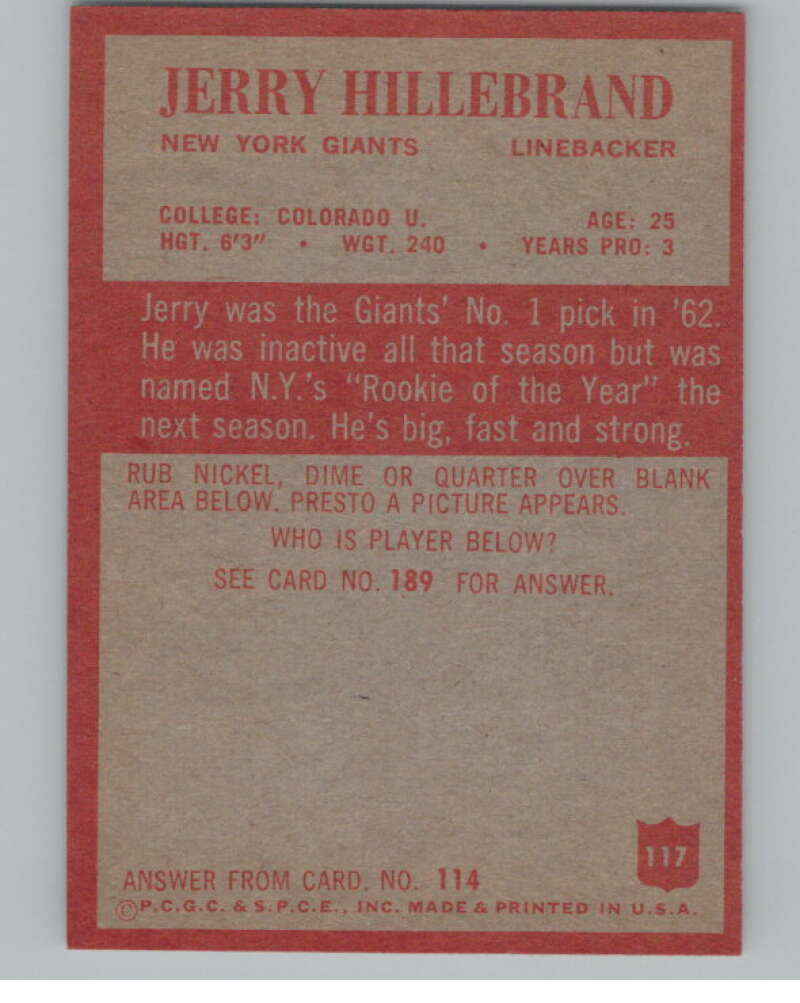 JERRY HILLEBRAND
NEW YORK GIANTS LINEBACKER
COLLEGE: COLORADO U. AGE: 25
HGT. 6'3" • WGT. 240 • YEARS PRO: 3
Jerry was the Giants' No. 1 pick in '62.
He was inactive all that season but was
named N.Y.'s "Rookie of the Year" the
next season. He's big, fast and strong.
RUB NICKEL, DIME OR QUARTER OVER BLANK
AREA BELOW. PRESTO A PICTURE APPEARS.
WHO IS PLAYER BELOW?
SEE CARD NO. 189 FOR ANSWER.
117
ANSWER FROM CARD. NO. 114
©P.C.G.C. & S.P.C.E., INC. MADE & PRINTED IN U.S.A.